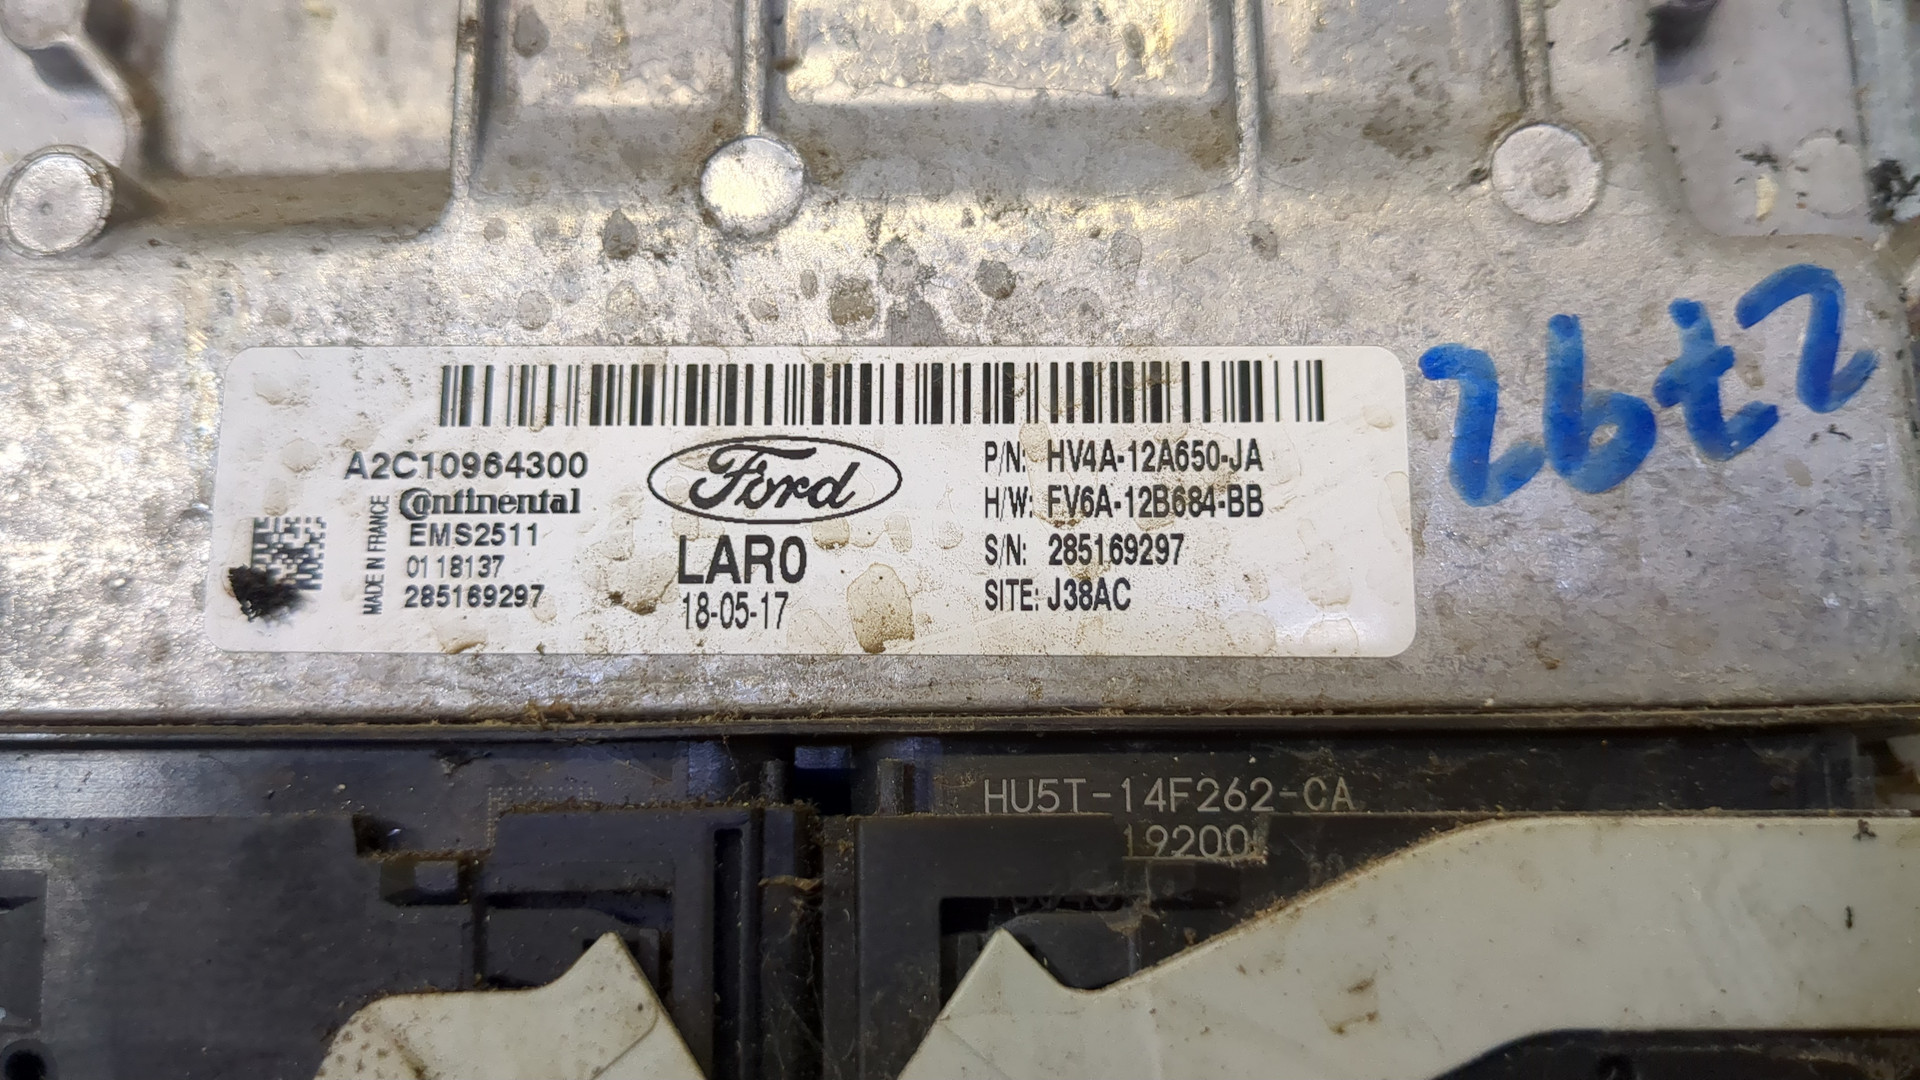 A2C10964300
Continental
EMS2511
01 18137
285169297
MADE IN FRANCE
Ford
LAR0
18-05-17
P/N: HV4A-12A650-JA
H/W: FV6A-12B684-BB
S/N: 285169297
SITE: J38AC
HU5T-14F262-CA
19200